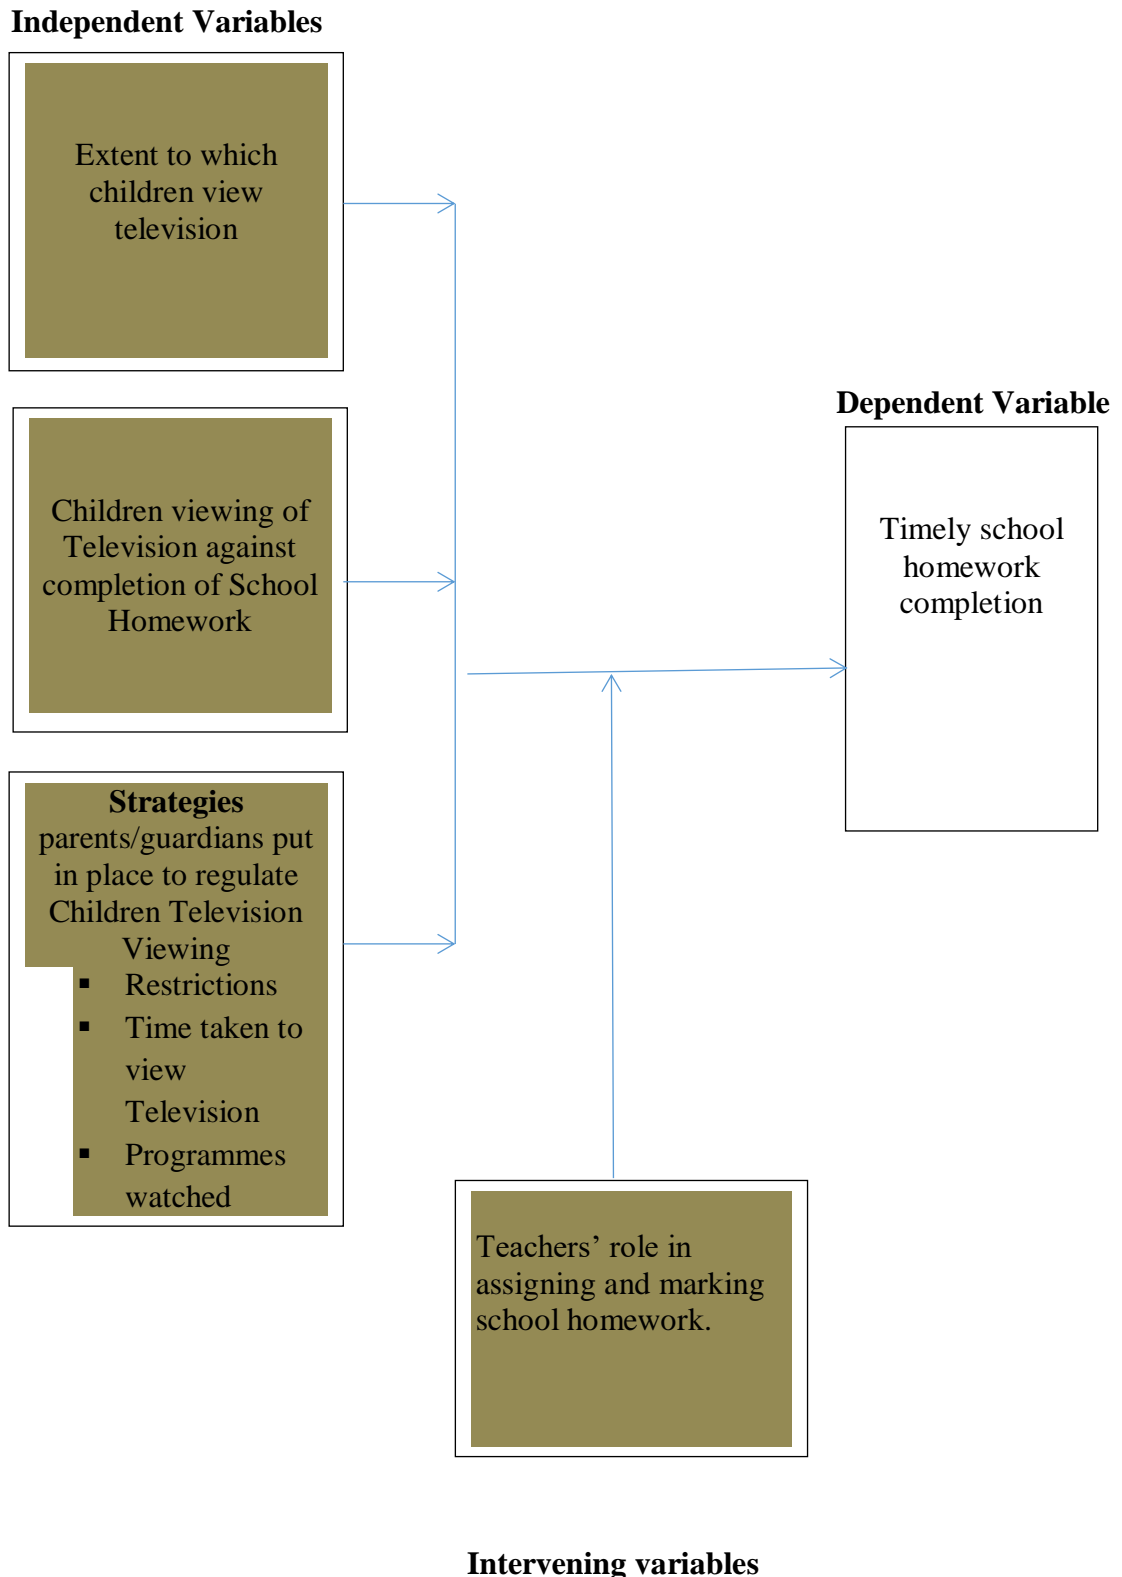 Independent Variables
Extent to which
children view
television
Children viewing of
Television against
completion of School
Homework
Strategies
parents/guardians put
in place to regulate
Children Television
Viewing
▪ Restrictions
▪ Time taken to
view
Television
▪ Programmes
watched
Dependent Variable
Timely school
homework
completion
Teachers’ role in
assigning and marking
school homework.
Intervening variables